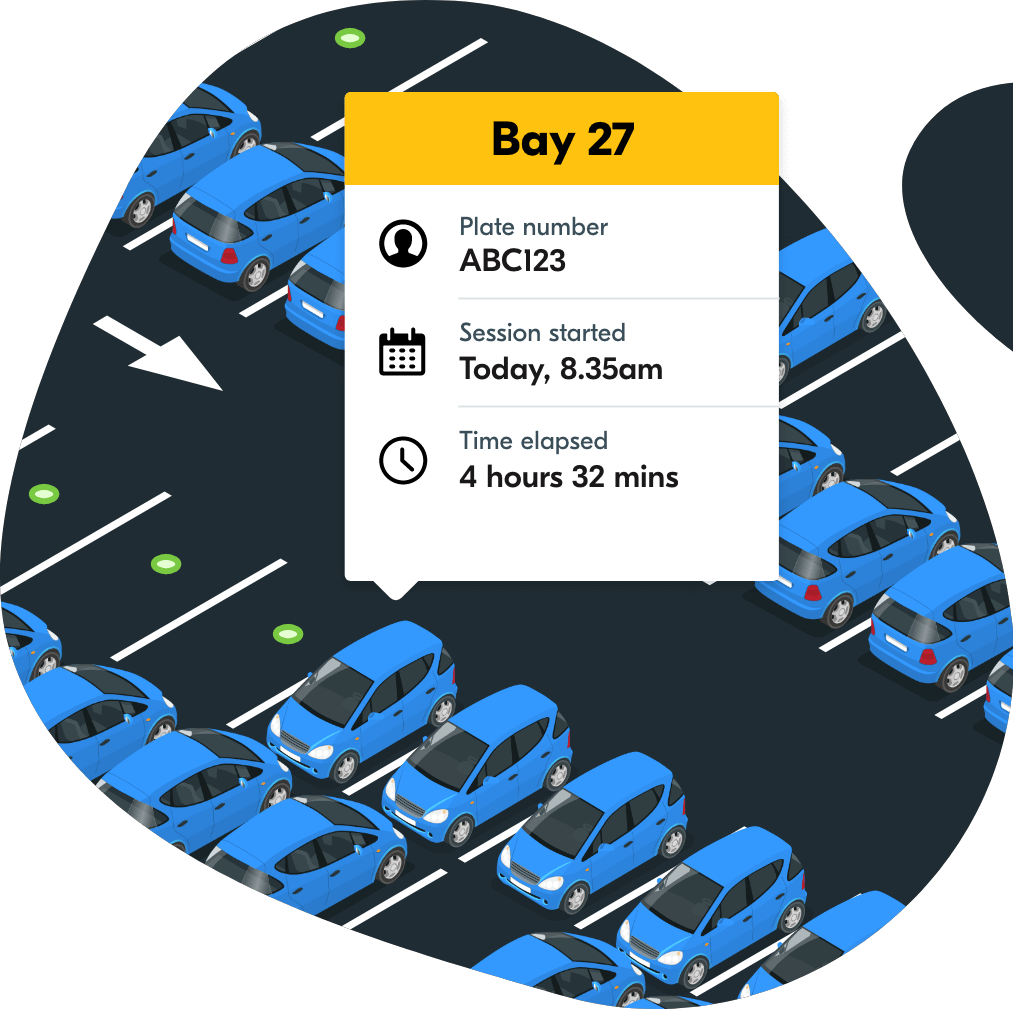 Bay 27
Plate number
ABC123
Session started
Today, 8.35am
Time elapsed
4 hours 32 mins